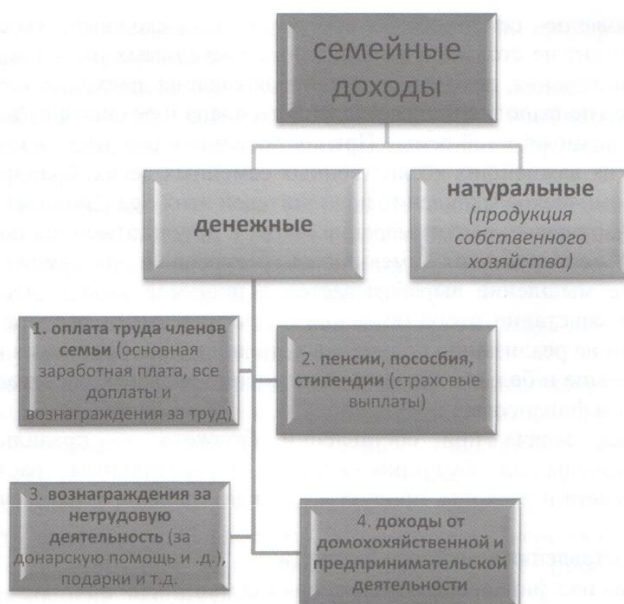 семейные
доходы
денежные
натуральные
(продукция
собственного
хозяйства)
1. оплата труда членов
семьи (основная
заработная плата, все
доплаты и
вознаграждения за труд)
2. пенсии, пособия,
стипендии (страховые
выплаты)
3. вознаграждения за
нетрудовую
деятельность (за
донарскую помощь и .д.),
подарки и т.д.
4. доходы от
домохохяйственной и
предпринимательской
деятельности